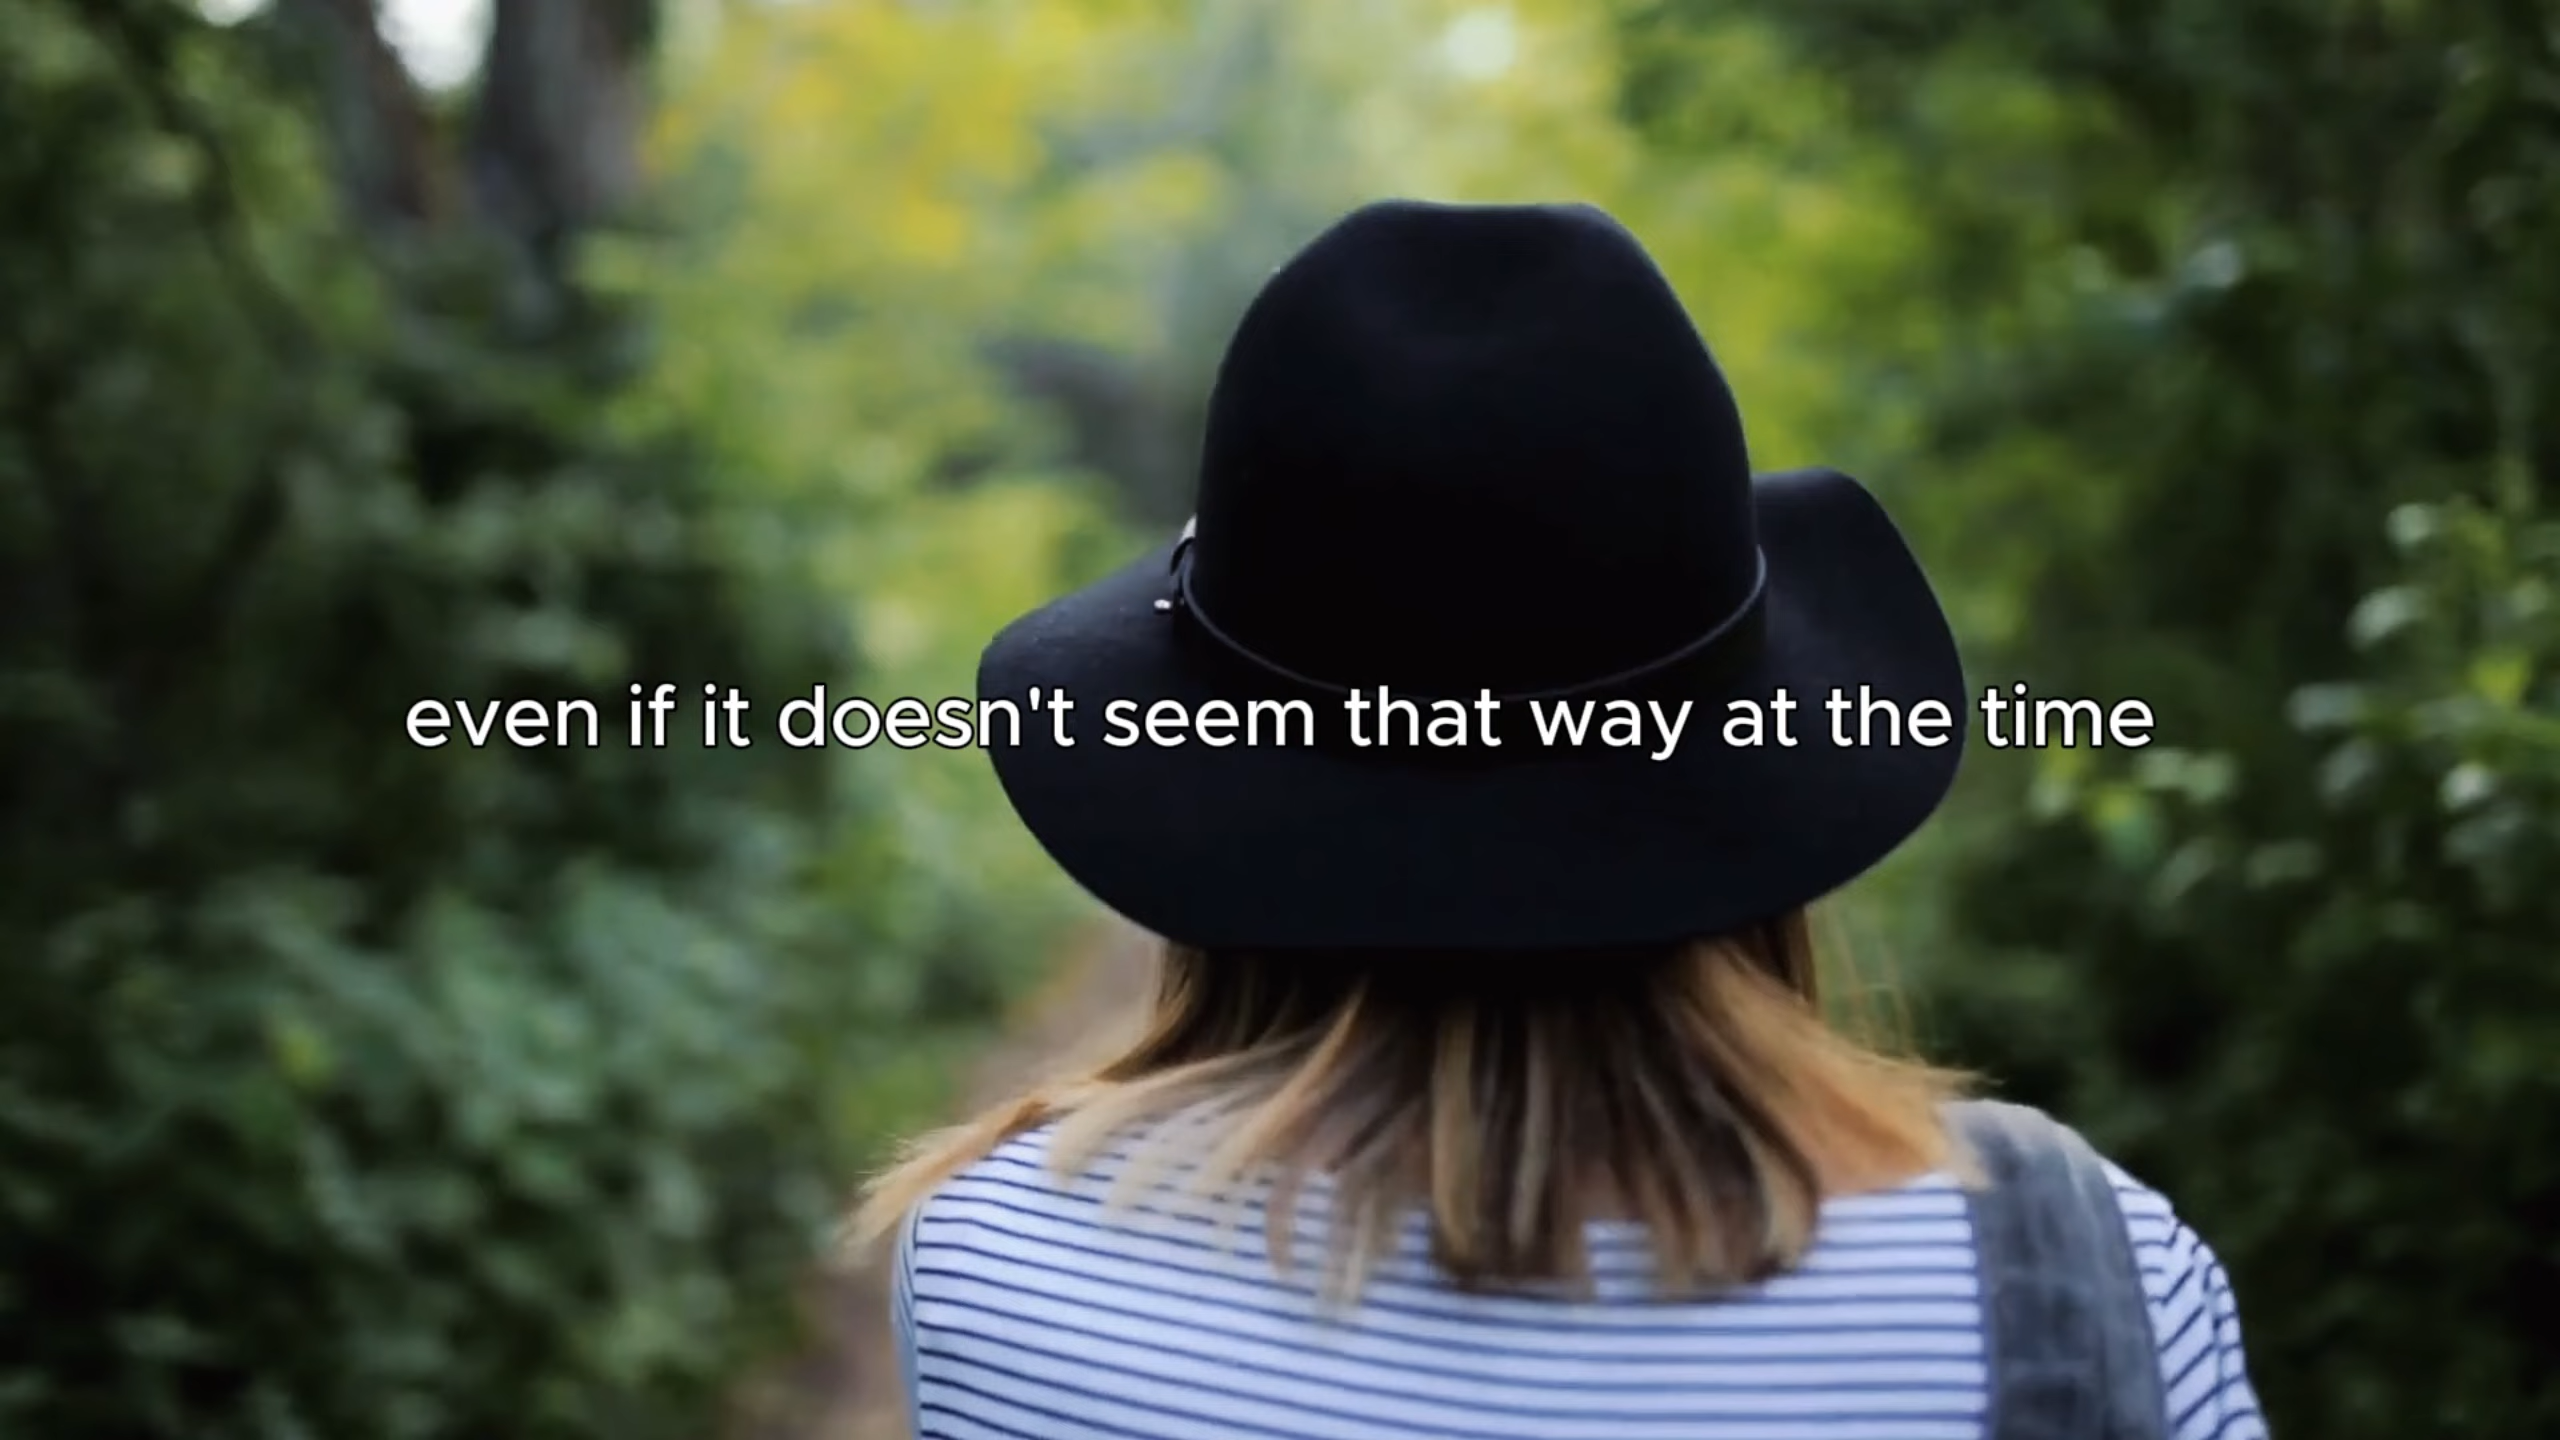 even if it doesn't seem that way at the time